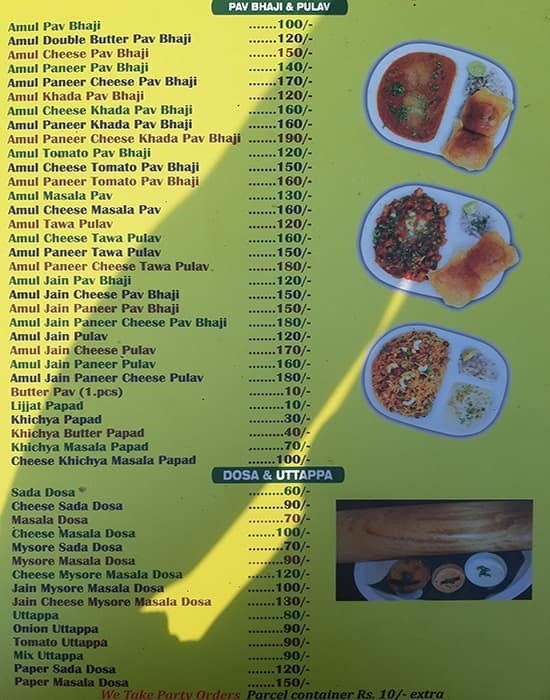 PAV BHAJI & PULAV
Amul Pav Bhaji .......100/-
Amul Double Butter Pav Bhaji .......120/-
Amul Cheese Pav Bhaji .......150/-
Amul Paneer Pav Bhaji .......140/-
Amul Paneer Cheese Pav Bhaji .......170/-
Amul Khada Pav Bhaji .......120/-
Amul Cheese Khada Pav Bhaji .......160/-
Amul Paneer Khada Pav Bhaji .......160/-
Amul Paneer Cheese Khada Pav Bhaji .......190/-
Amul Tomato Pav Bhaji .......120/-
Amul Cheese Tomato Pav Bhaji .......150/-
Amul Paneer Tomato Pav Bhaji .......160/-
Amul Masala Pav .......130/-
Amul Cheese Masala Pav .......160/-
Amul Tawa Pulav .......120/-
Amul Cheese Tawa Pulav .......160/-
Amul Paneer Tawa Pulav .......150/-
Amul Paneer Cheese Tawa Pulav .......180/-
Amul Jain Pav Bhaji .......120/-
Amul Jain Cheese Pav Bhaji .......150/-
Amul Jain Paneer Pav Bhaji .......150/-
Amul Jain Paneer Cheese Pav Bhaji .......180/-
Amul Jain Pulav .......120/-
Amul Jain Cheese Pulav .......170/-
Amul Jain Paneer Pulav .......160/-
Amul Jain Paneer Cheese Pulav .......180/-
Butter Pav (1.pcs) .........10/-
Lijjat Papad .........10/-
Khichya Papad .........30/-
Khichya Butter Papad .........40/-
Khichya Masala Papad .........70/-
Cheese Khichya Masala Papad .......100/-
DOSA & UTTAPPA
Sada Dosa .........60/-
Cheese Sada Dosa .........90/-
Masala Dosa .........70/-
Cheese Masala Dosa .......100/-
Mysore Sada Dosa .........70/-
Mysore Masala Dosa .........90/-
Cheese Mysore Masala Dosa .......120/-
Jain Mysore Masala Dosa .......100/-
Jain Cheese Mysore Masala Dosa .......130/-
Uttappa .........80/-
Onion Uttappa .........90/-
Tomato Uttappa .........90/-
Mix Uttappa .........90/-
Paper Sada Dosa .......120/-
Paper Masala Dosa .......150/-
We Take Party Orders Parcel container Rs. 10/- extra